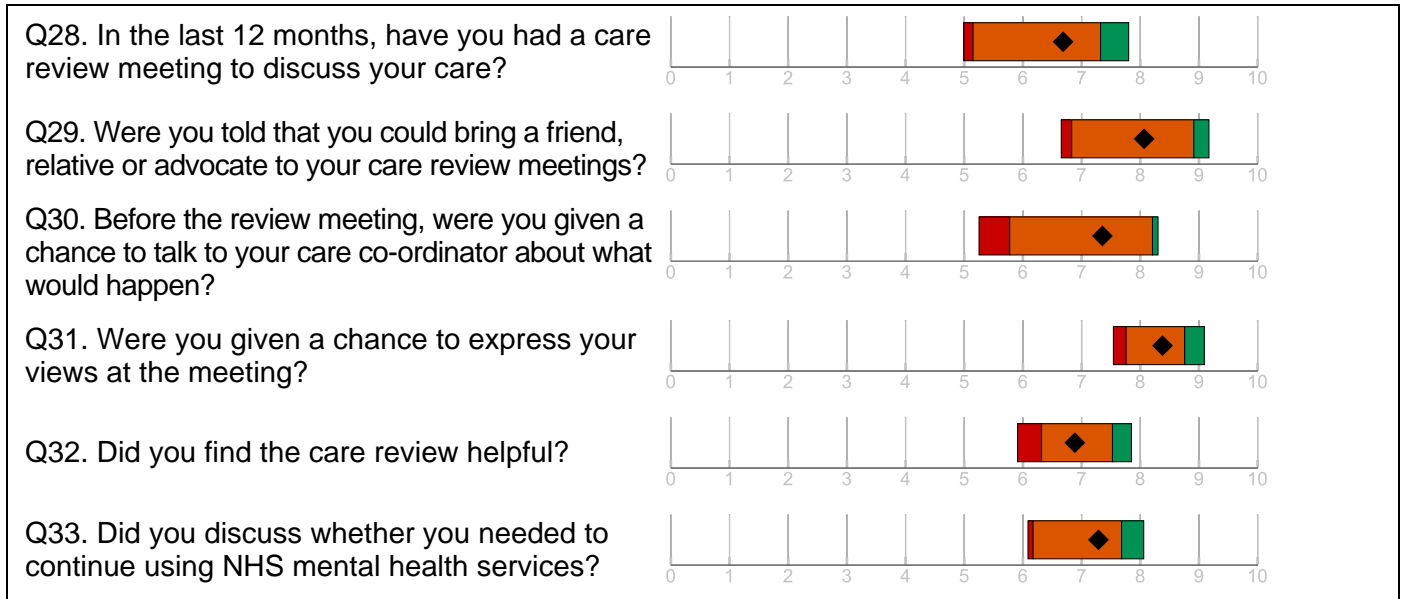 Q28. In the last 12 months, have you had a care
review meeting to discuss your care?
0 1 2 3 4 5 6 7 8 9 10
Q29. Were you told that you could bring a friend,
relative or advocate to your care review meetings?
0 1 2 3 4 5 6 7 8 9 10
Q30. Before the review meeting, were you given a
chance to talk to your care co-ordinator about what
would happen?
0 1 2 3 4 5 6 7 8 9 10
Q31. Were you given a chance to express your
views at the meeting?
0 1 2 3 4 5 6 7 8 9 10
Q32. Did you find the care review helpful?
0 1 2 3 4 5 6 7 8 9 10
Q33. Did you discuss whether you needed to
continue using NHS mental health services?
0 1 2 3 4 5 6 7 8 9 10